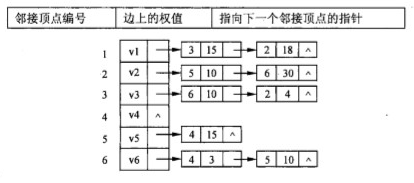 邻接顶点编号 边上的权值 指向下一个邻接顶点的指针
1 v1 3 15 2 18 ^
2 v2 5 10 6 30 ^
3 v3 6 10 2 4 ^
4 v4 ^
5 v5 4 15 ^
6 v6 4 3 5 10 ^